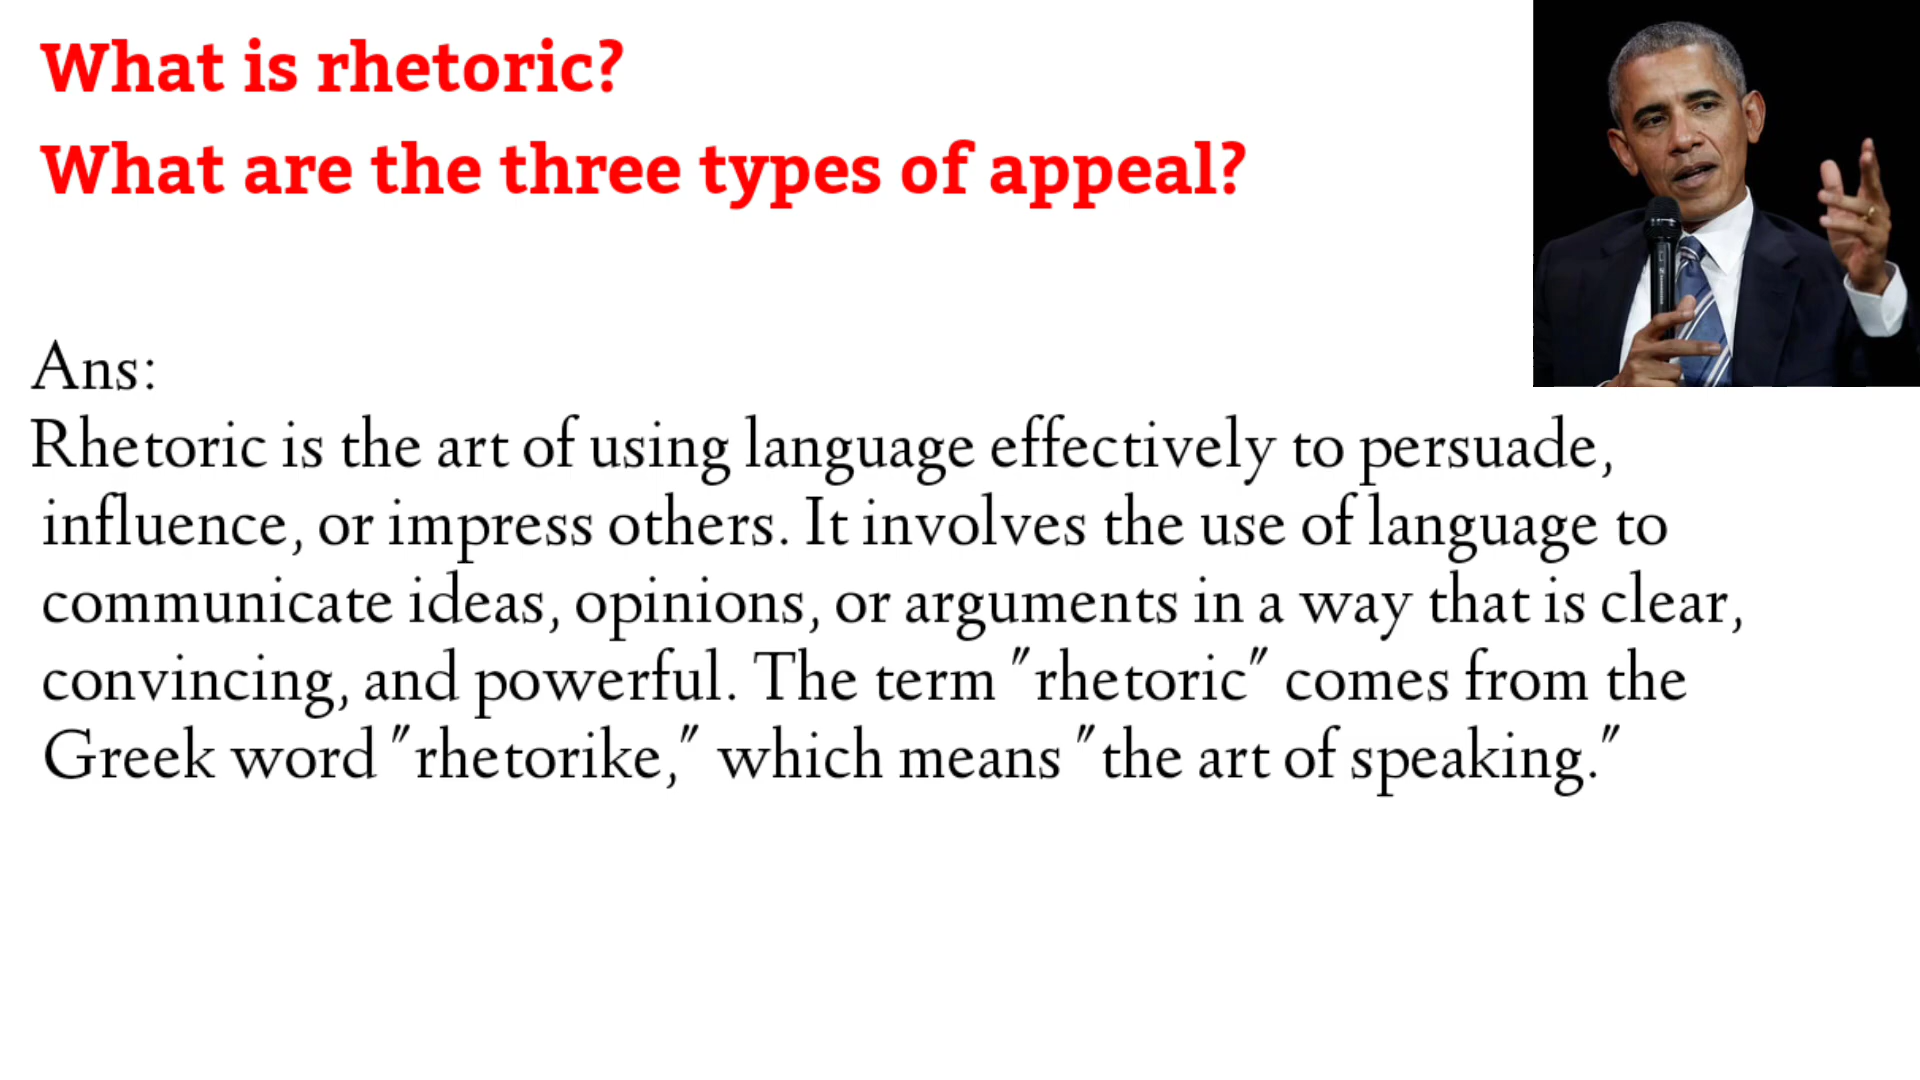 What is rhetoric?
What are the three types of appeal?
Ans:
Rhetoric is the art of using language effectively to persuade,
influence, or impress others. It involves the use of language to
communicate ideas, opinions, or arguments in a way that is clear,
convincing, and powerful. The term "rhetoric" comes from the
Greek word "rhetorike," which means "the art of speaking."